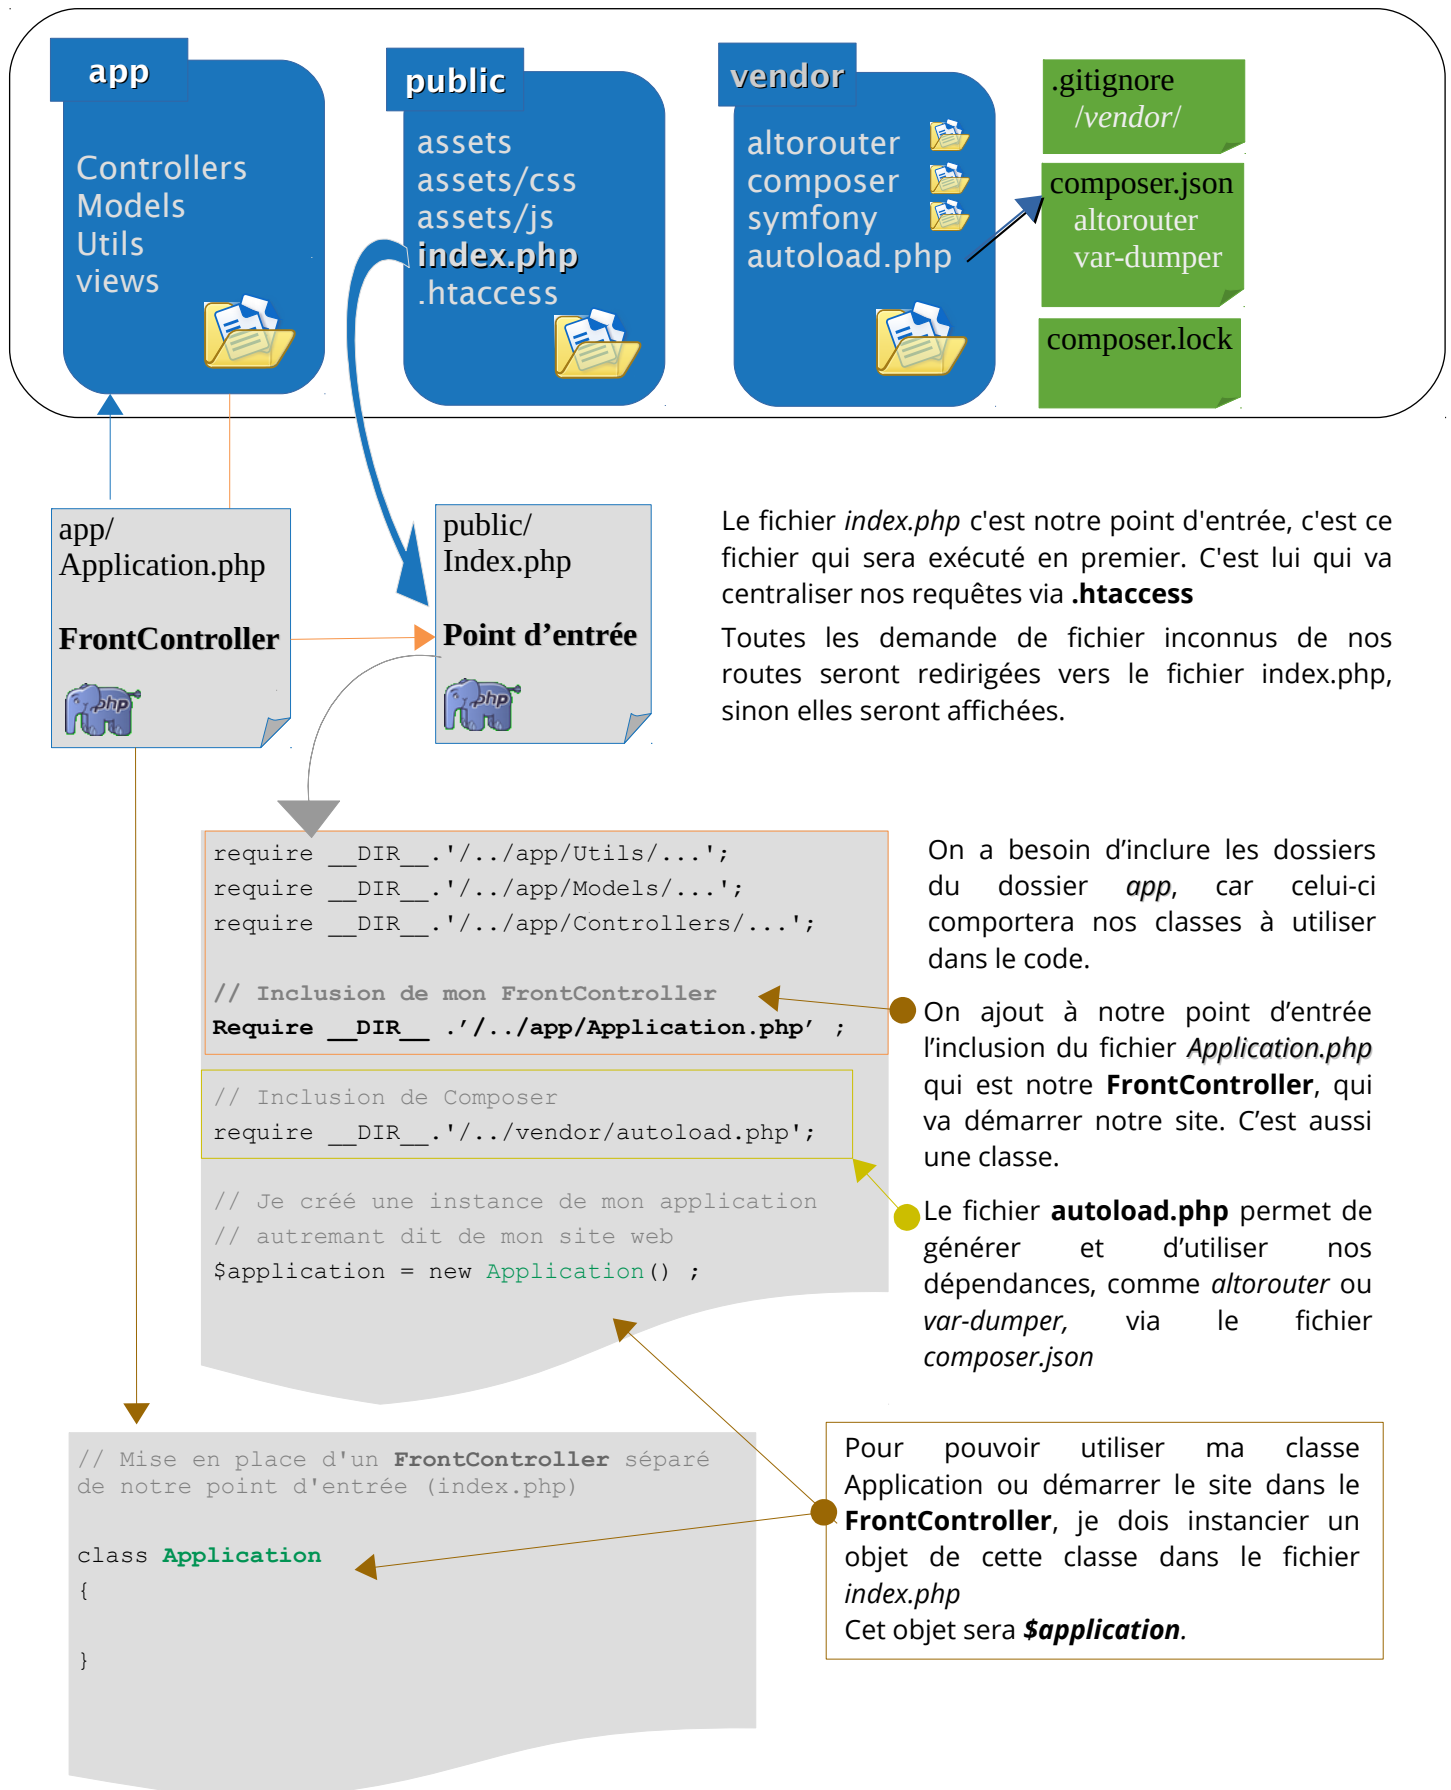 app
Controllers
Models
Utils
views
public
assets
assets/css
assets/js
index.php
.htaccess
vendor
altorouter
composer
symfony
autoload.php
.gitignore
/vendor/
composer.json
altorouter
var-dumper
composer.lock
app/
Application.php
FrontController
php
public/
Index.php
Point d’entrée
php
Le fichier index.php c'est notre point d'entrée, c'est ce
fichier qui sera exécuté en premier. C'est lui qui va
centraliser nos requêtes via .htaccess
Toutes les demande de fichier inconnus de nos
routes seront redirigées vers le fichier index.php,
sinon elles seront affichées.
require __DIR__.'/../app/Utils/...';
require __DIR__.'/../app/Models/...';
require __DIR__.'/../app/Controllers/...';
// Inclusion de mon FrontController
Require __DIR__ .’/../app/Application.php’ ;
// Inclusion de Composer
require __DIR__.'/../vendor/autoload.php';
// Je créé une instance de mon application
// autremant dit de mon site web
$application = new Application() ;
On a besoin d’inclure les dossiers
du dossier app, car celui-ci
comportera nos classes à utiliser
dans le code.
On ajout à notre point d’entrée
l’inclusion du fichier Application.php
qui est notre FrontController, qui
va démarrer notre site. C’est aussi
une classe.
Le fichier autoload.php permet de
générer et d’utiliser nos
dépendances, comme altorouter ou
var-dumper, via le fichier
composer.json
// Mise en place d'un FrontController séparé
de notre point d'entrée (index.php)
class Application
{
}
Pour pouvoir utiliser ma classe
Application ou démarrer le site dans le
FrontController, je dois instancier un
objet de cette classe dans le fichier
index.php
Cet objet sera $application.